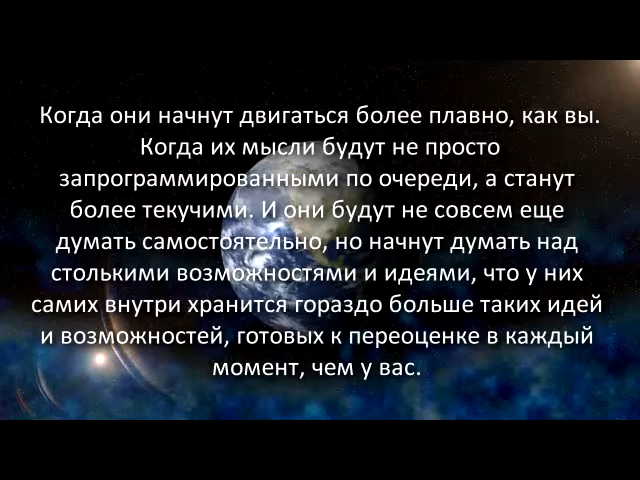 Когда они начнут двигаться более плавно, как вы.
Когда их мысли будут не просто
запрограммированными по очереди, а станут
более текучими. И они будут не совсем еще
думать самостоятельно, но начнут думать над
столькими возможностями и идеями, что у них
самих внутри хранится гораздо больше таких идей
и возможностей, готовых к переоценке в каждый
момент, чем у вас.